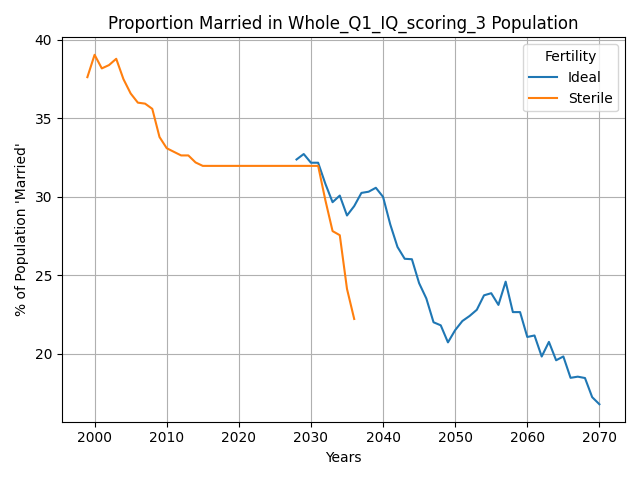 Proportion Married in Whole_Q1_IQ_scoring_3 Population
% of Population 'Married'
40
35
30
25
20
Fertility
Ideal
Sterile
2000 2010 2020 2030 2040 2050 2060 2070
Years